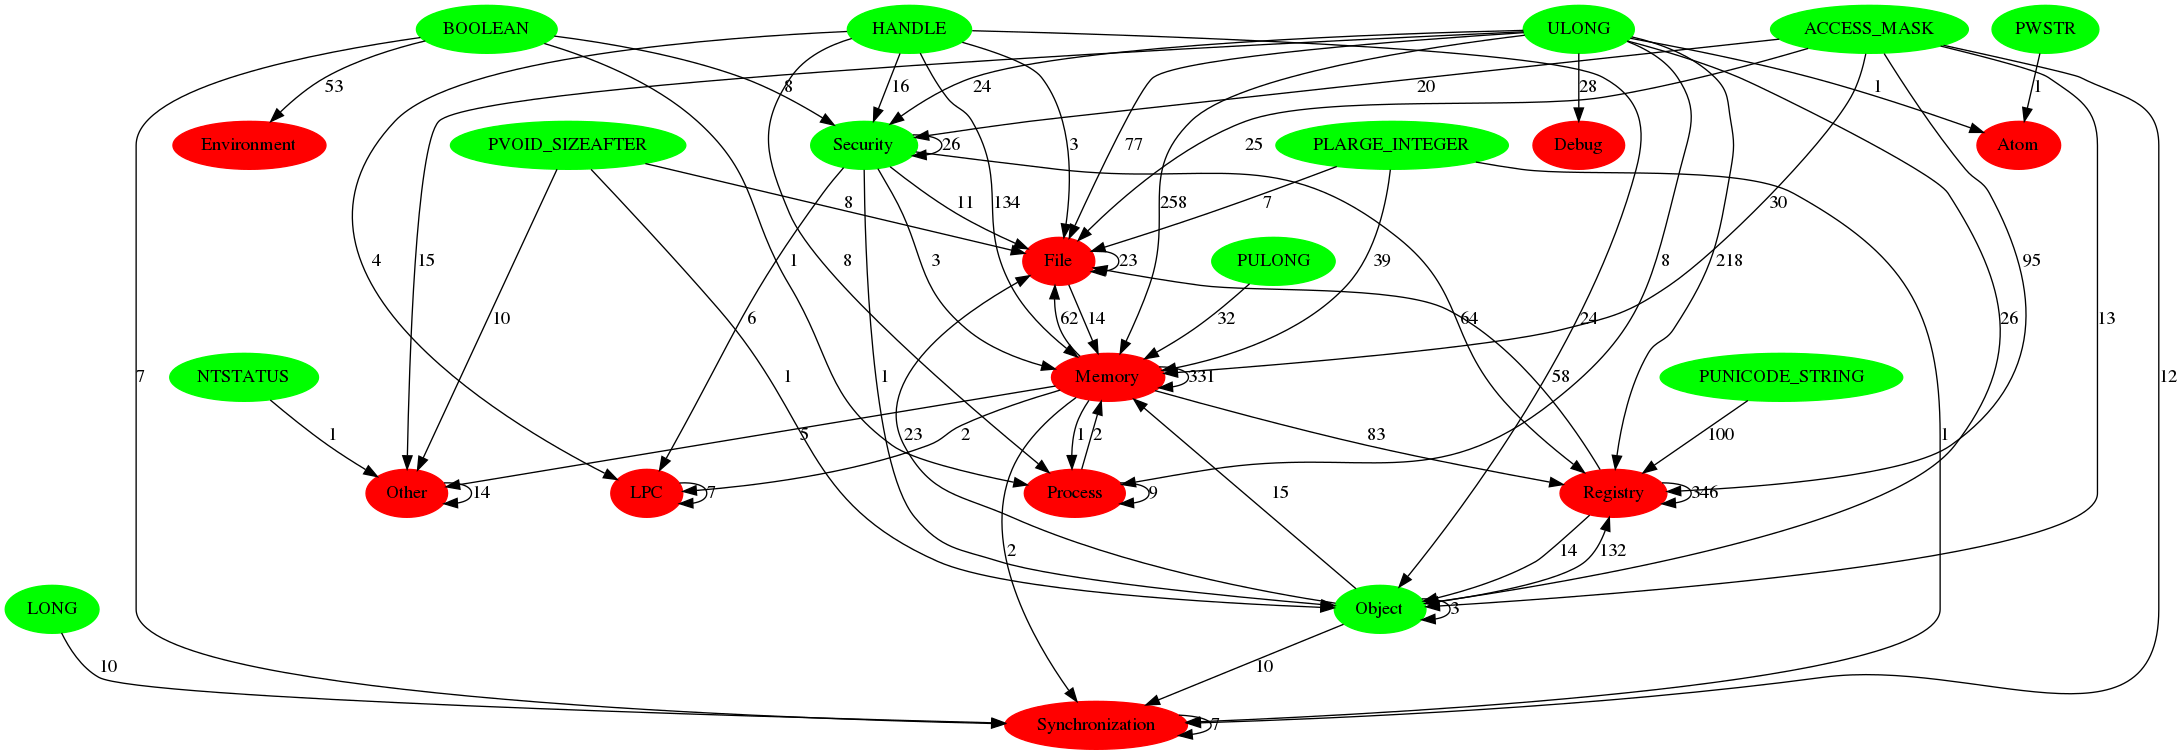 BOOLEAN HANDLE ULONG ACCESS_MASK PWSTR
53 8 16 24 20 28 1 1
Environment PVOID_SIZEAFTER Security 26 PLARGE_INTEGER Debug Atom
8 11 134 3 77 258 25 7 30
4 15 10 1 8 6 3 File 23 PULONG 39 8 218 95
62 14 32 64 24 26 13
NTSTATUS 7 1 1 Memory 331 58 PUNICODE_STRING 12
1 5 2 23 1 2 83 100 1
Other 14 LPC 7 Process 9 15 Registry 346
2 14 132
LONG Object 3
10 10
Synchronization 7